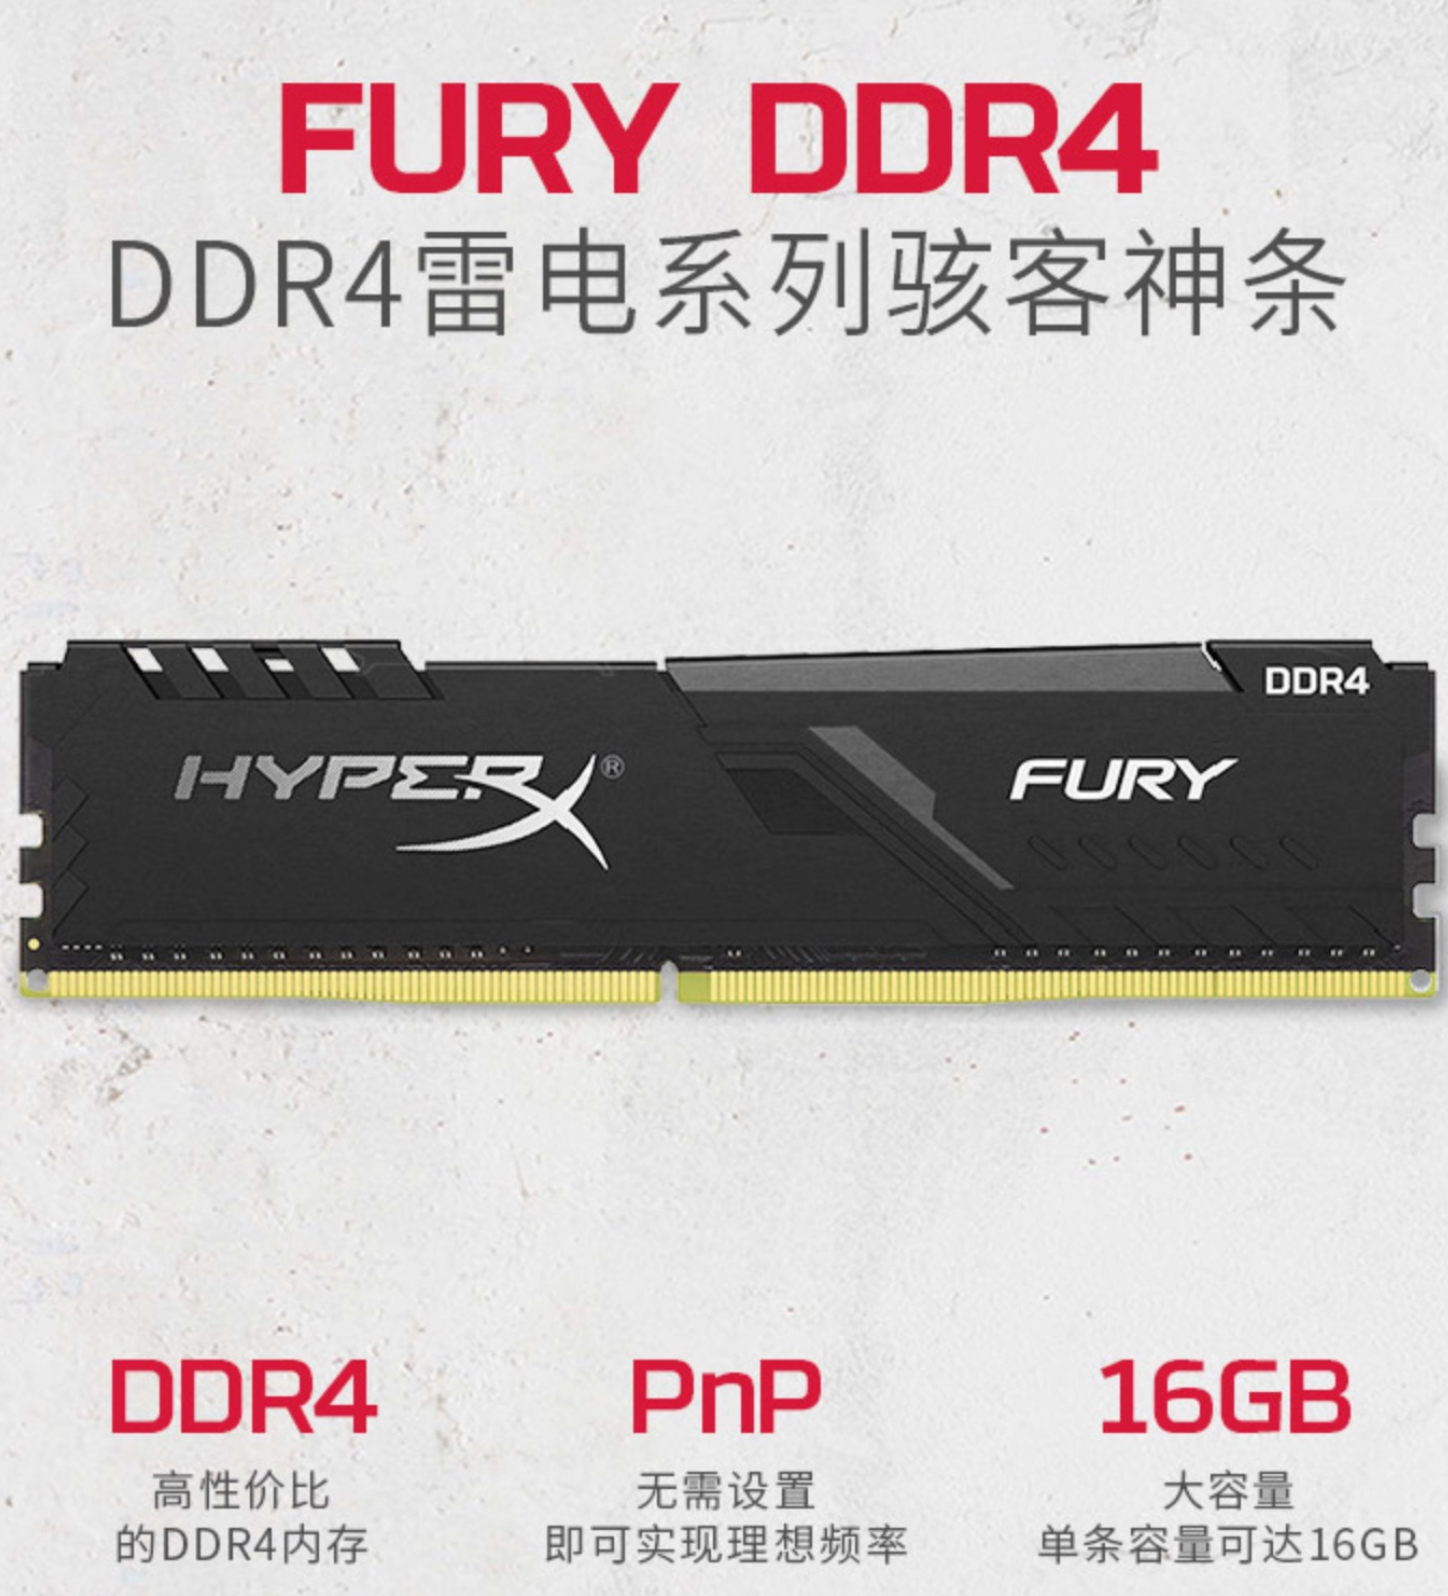 FURY DDR4
DDR4雷电系列骇客神条
DDR4
HYPERX®
FURY
DDR4
PnP
16GB
高性价比
无需设置
大容量
的DDR4内存
即可实现理想频率
单条容量可达16GB